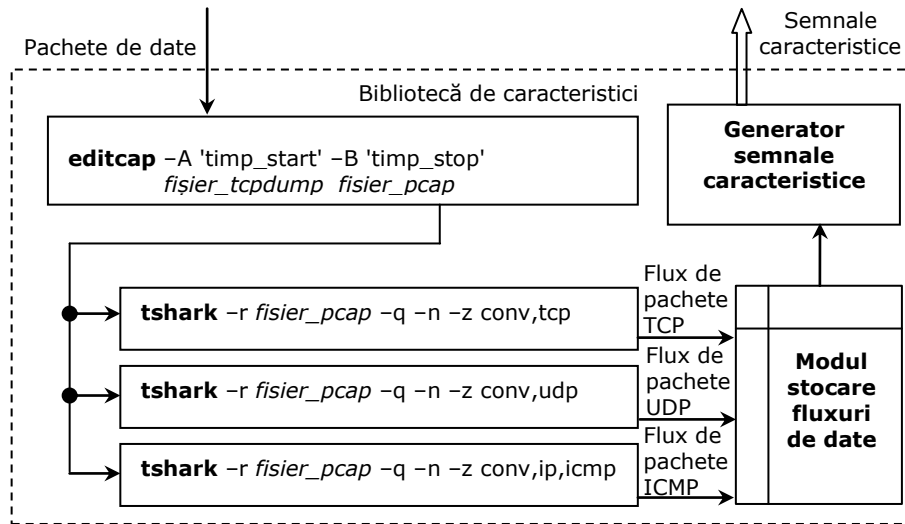 Pachete de date
Semnale
caracteristice
Bibliotecă de caracteristici
editcap –A 'timp_start' –B 'timp_stop'
fișier_tcpdump fisier_pcap
Generator
semnale
caracteristice
tshark –r fisier_pcap –q –n –z conv,tcp
Flux de
pachete
TCP
tshark –r fisier_pcap –q –n –z conv,udp
Flux de
pachete
UDP
tshark –r fisier_pcap –q –n –z conv,ip,icmp
Flux de
pachete
ICMP
Modul
stocare
fluxuri
de date